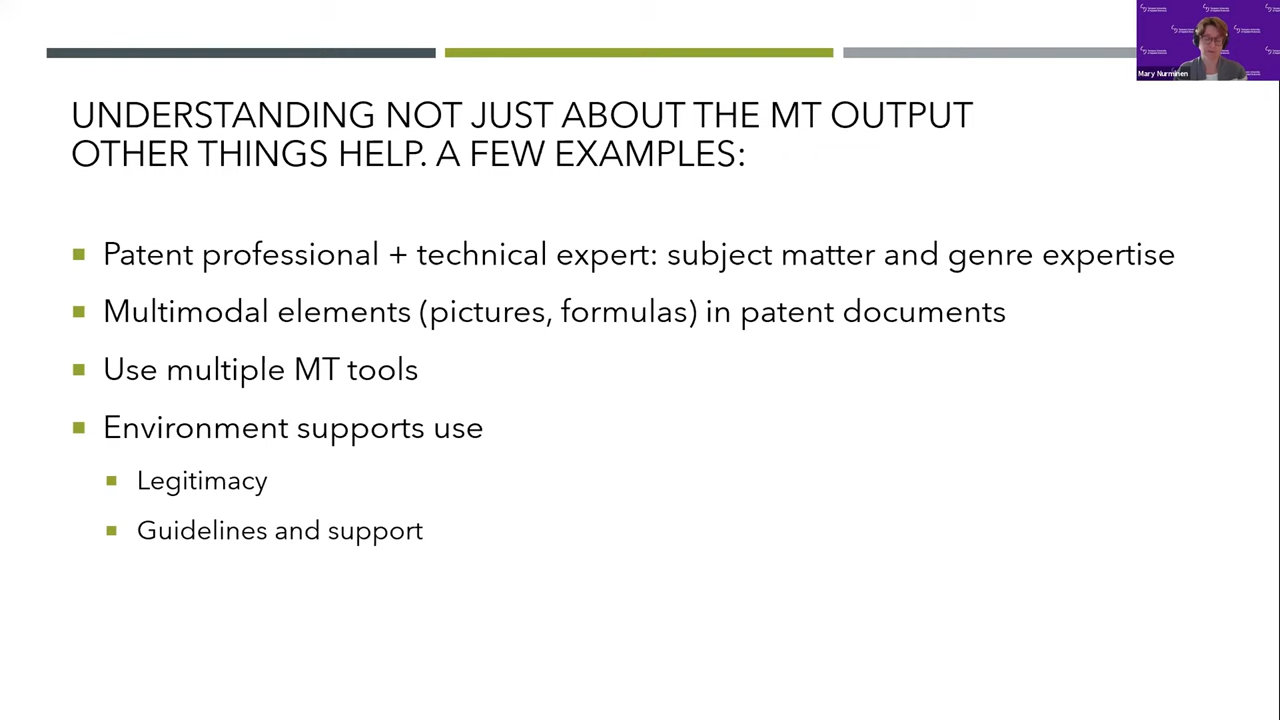 Mary Nurminen
UNDERSTANDING NOT JUST ABOUT THE MT OUTPUT
OTHER THINGS HELP. A FEW EXAMPLES:
Patent professional + technical expert: subject matter and genre expertise
Multimodal elements (pictures, formulas) in patent documents
Use multiple MT tools
Environment supports use
Legitimacy
Guidelines and support